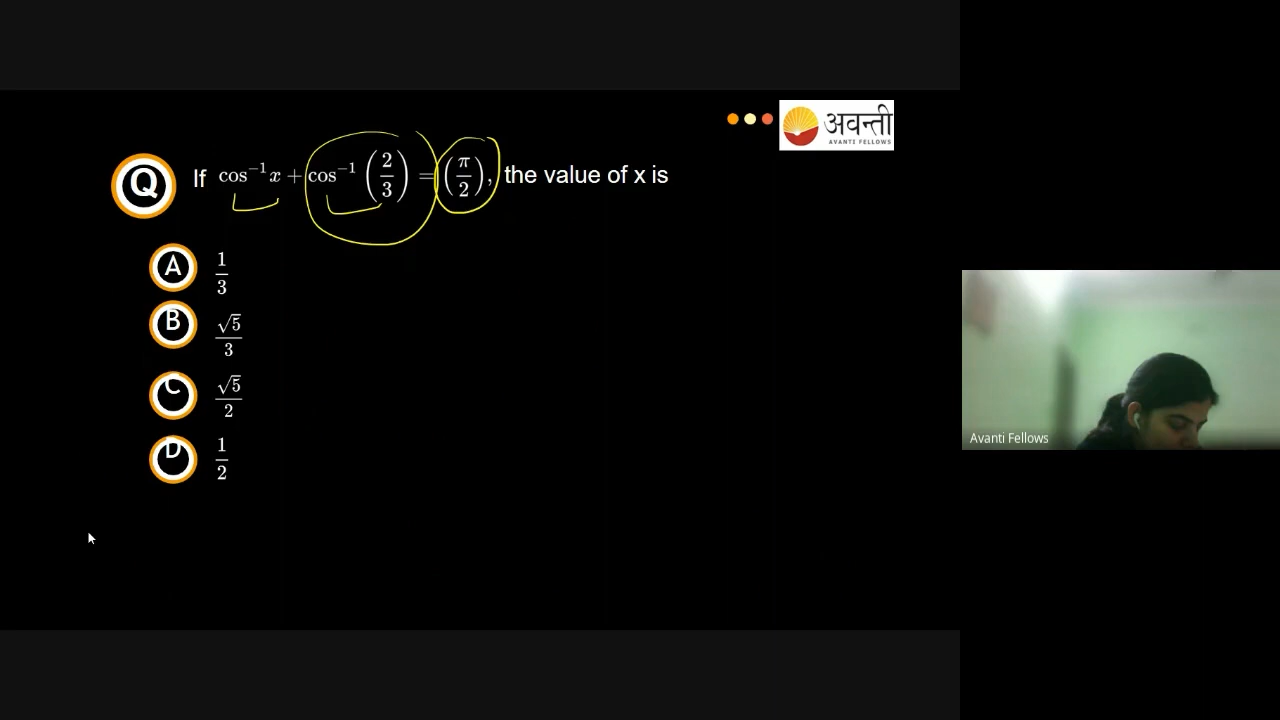 अवन्ती
AVANTI FELLOWS
Q If cos⁻¹x + cos⁻¹(2/3) = (π/2), the value of x is
A 1/3
B √5/3
C √5/2
D 1/2
Avanti Fellows